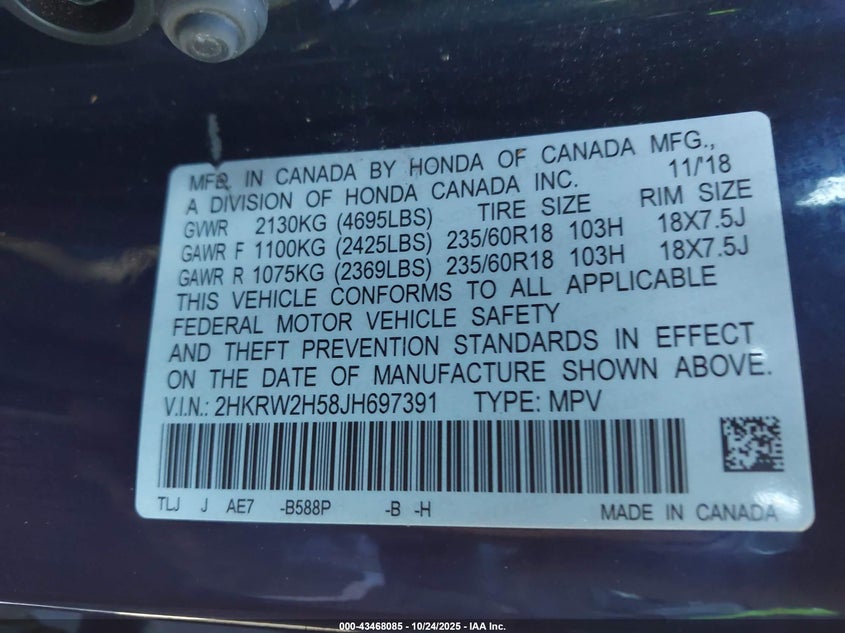 MFD. IN CANADA BY HONDA OF CANADA MFG.,
A DIVISION OF HONDA CANADA INC. 11/'18
GVWR 2130KG (4695LBS) TIRE SIZE RIM SIZE
GAWR F 1100KG (2425LBS) 235/60R18 103H 18X7.5J
GAWR R 1075KG (2369LBS) 235/60R18 103H 18X7.5J
THIS VEHICLE CONFORMS TO ALL APPLICABLE
FEDERAL MOTOR VEHICLE SAFETY
AND THEFT PREVENTION STANDARDS IN EFFECT
ON THE DATE OF MANUFACTURE SHOWN ABOVE.
V.I.N.: 2HKRW2H58JH697391 TYPE: MPV
TLJ J AE7 -B588P -B -H MADE IN CANADA
000-43468085 - 10/24/2025 - IAA Inc.